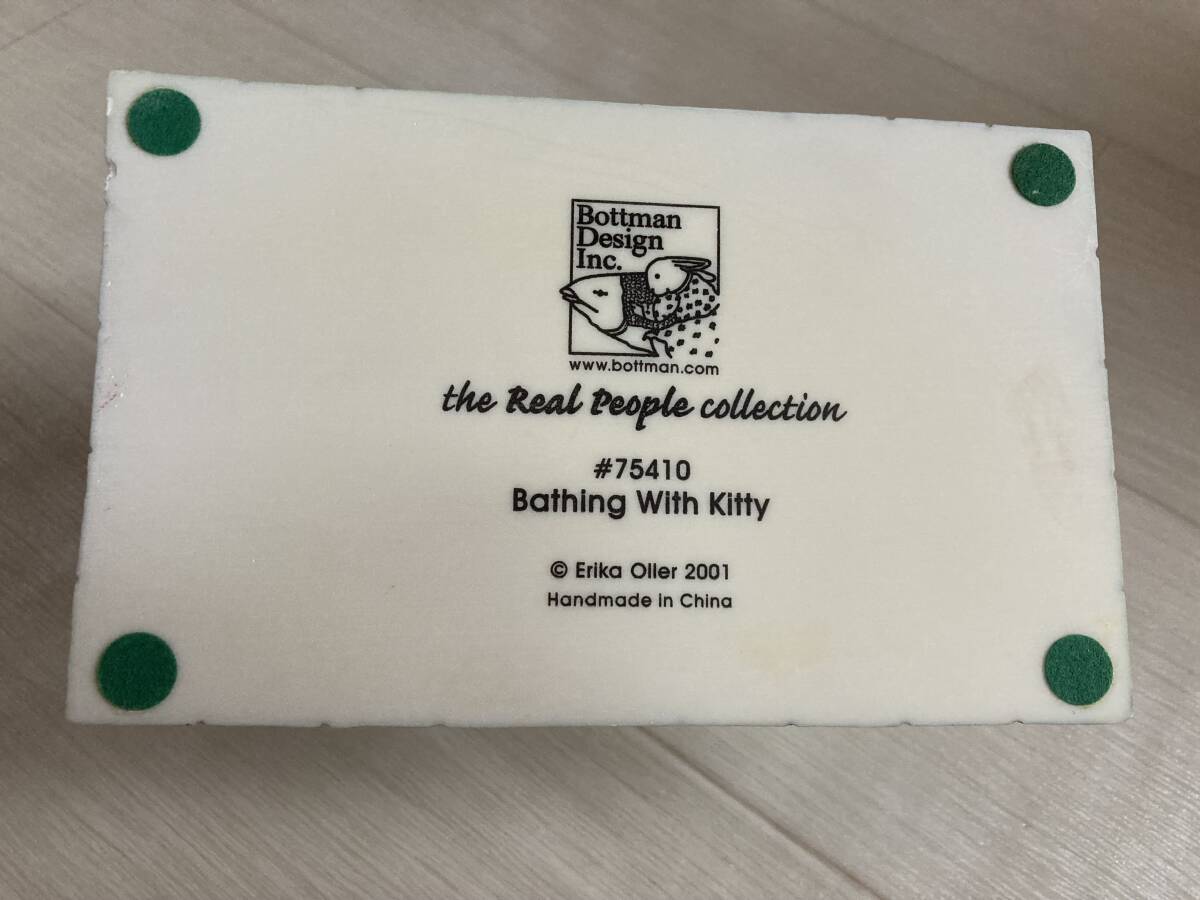 Bottman
Design
Inc.
www.bottman.com
the Real People collection
#75410
Bathing With Kitty
© Erika Oller 2001
Handmade in China